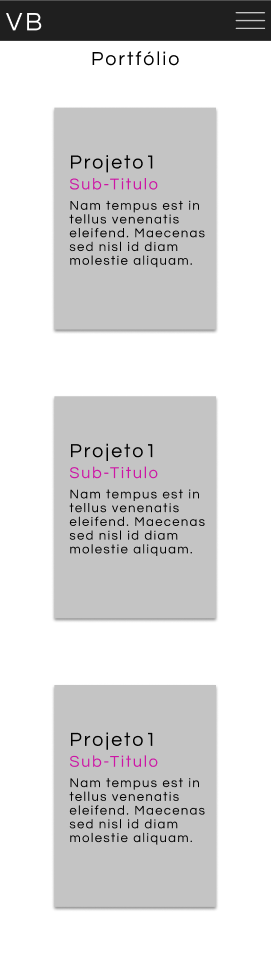 VB
Portfólio
Projeto1
Sub-Titulo
Nam tempus est in
tellus venenatis
eleifend. Maecenas
sed nisl id diam
molestie aliquam.
Projeto1
Sub-Titulo
Nam tempus est in
tellus venenatis
eleifend. Maecenas
sed nisl id diam
molestie aliquam.
Projeto1
Sub-Titulo
Nam tempus est in
tellus venenatis
eleifend. Maecenas
sed nisl id diam
molestie aliquam.